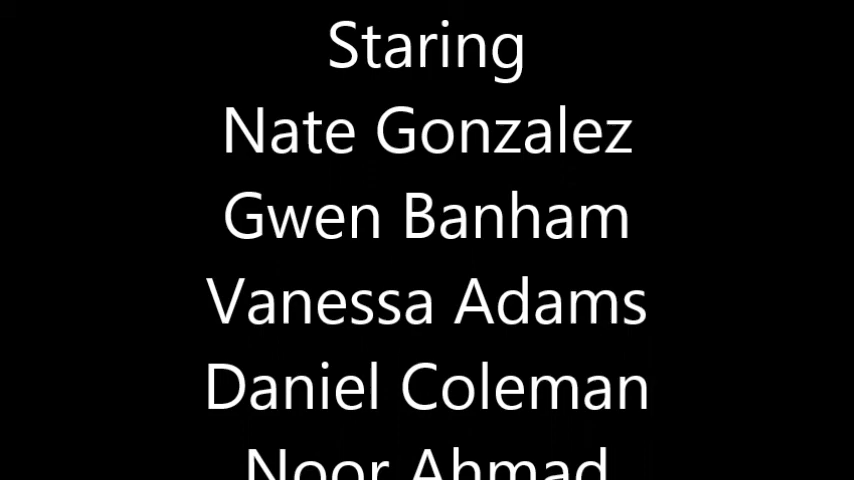 Staring
Nate Gonzalez
Gwen Banham
Vanessa Adams
Daniel Coleman
Noor Ahmad